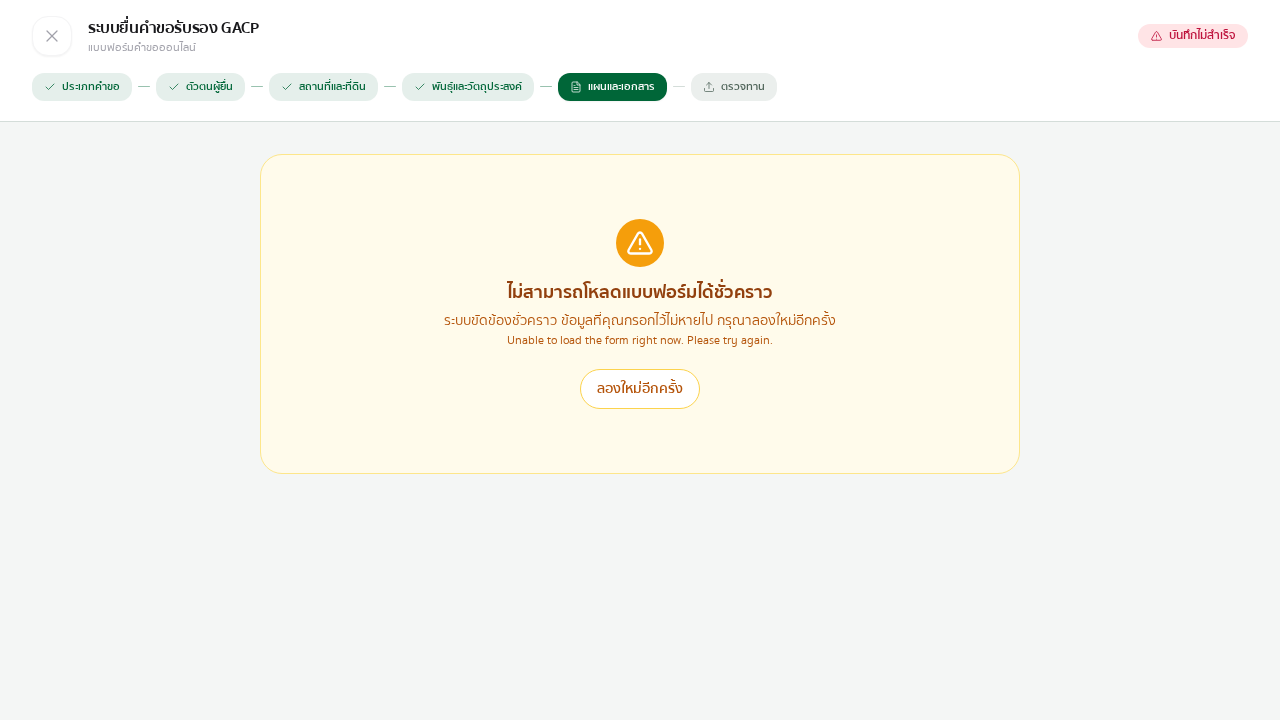 ระบบยื่นคำขอรับรอง GACP
แบบฟอร์มคำขอออนไลน์
บันทึกไม่สำเร็จ
ประเภทคำขอ
ตัวตนผู้ยื่น
สถานที่และที่ดิน
พันธุ์และวัตถุประสงค์
แผนและเอกสาร
ตรวจทาน
ไม่สามารถโหลดแบบฟอร์มได้ชั่วคราว
ระบบขัดข้องชั่วคราว ข้อมูลที่คุณกรอกไว้ไม่หายไป กรุณาลองใหม่อีกครั้ง
Unable to load the form right now. Please try again.
ลองใหม่อีกครั้ง